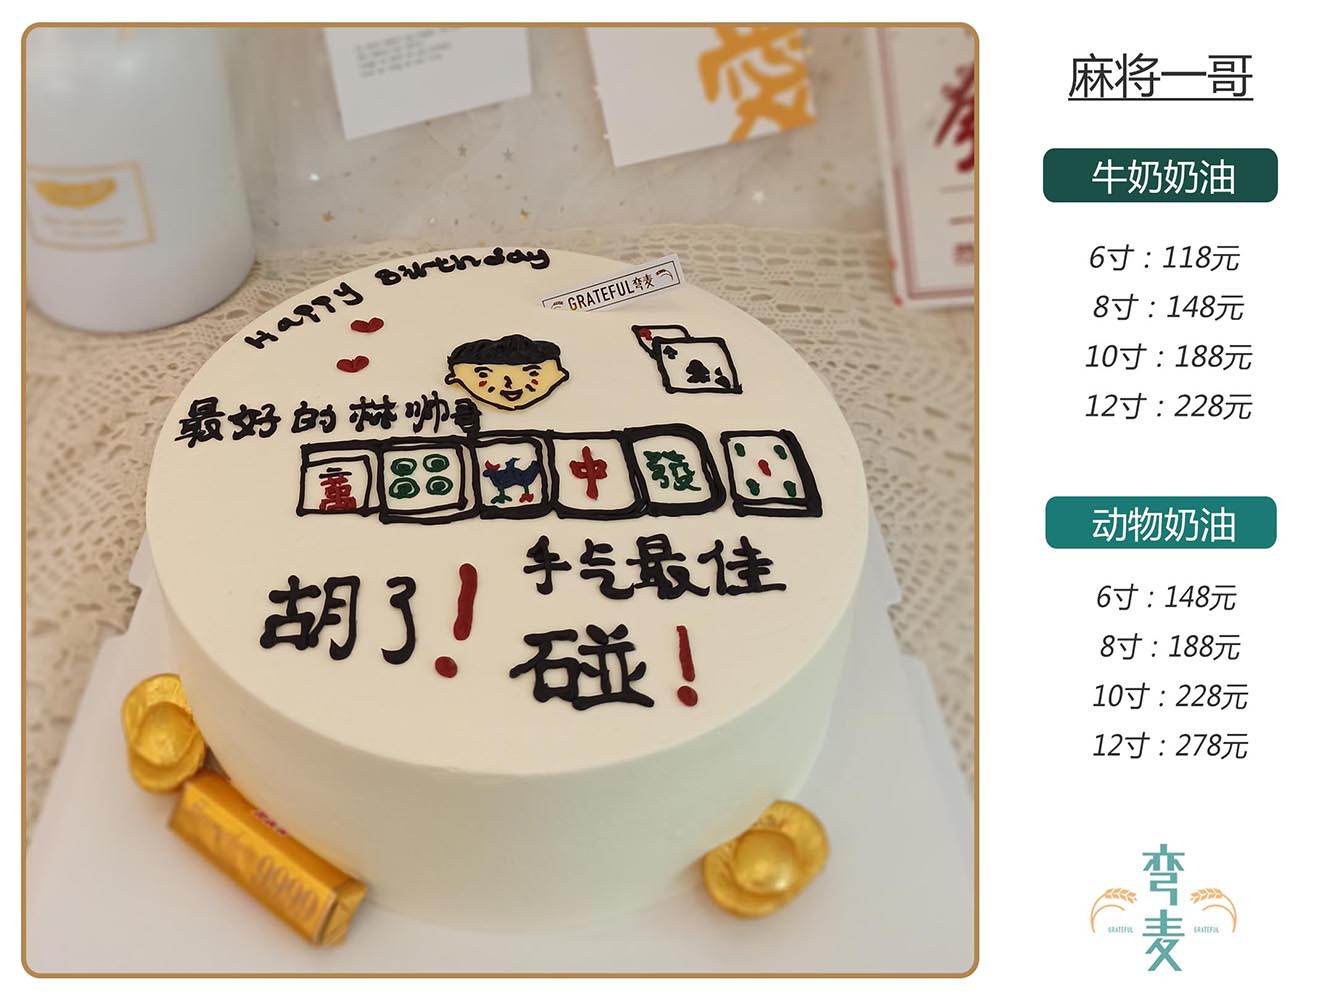 麻将一哥
牛奶奶油
6寸：118元
8寸：148元
10寸：188元
12寸：228元
动物奶油
6寸：148元
8寸：188元
10寸：228元
12寸：278元
弯麦
GRATEFUL GRATEFUL
Happy Birthday
GRATEFUL弯麦
最好的林帅哥
一萬
中
發
手气最佳
胡了！
碰！